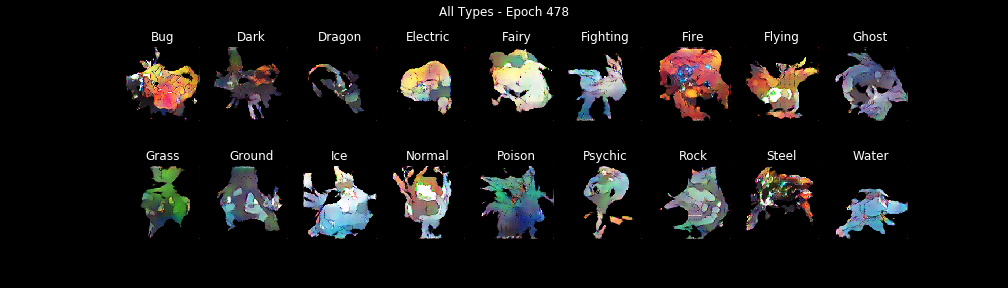 All Types - Epoch 478
Bug Dark Dragon Electric Fairy Fighting Fire Flying Ghost
Grass Ground Ice Normal Poison Psychic Rock Steel Water